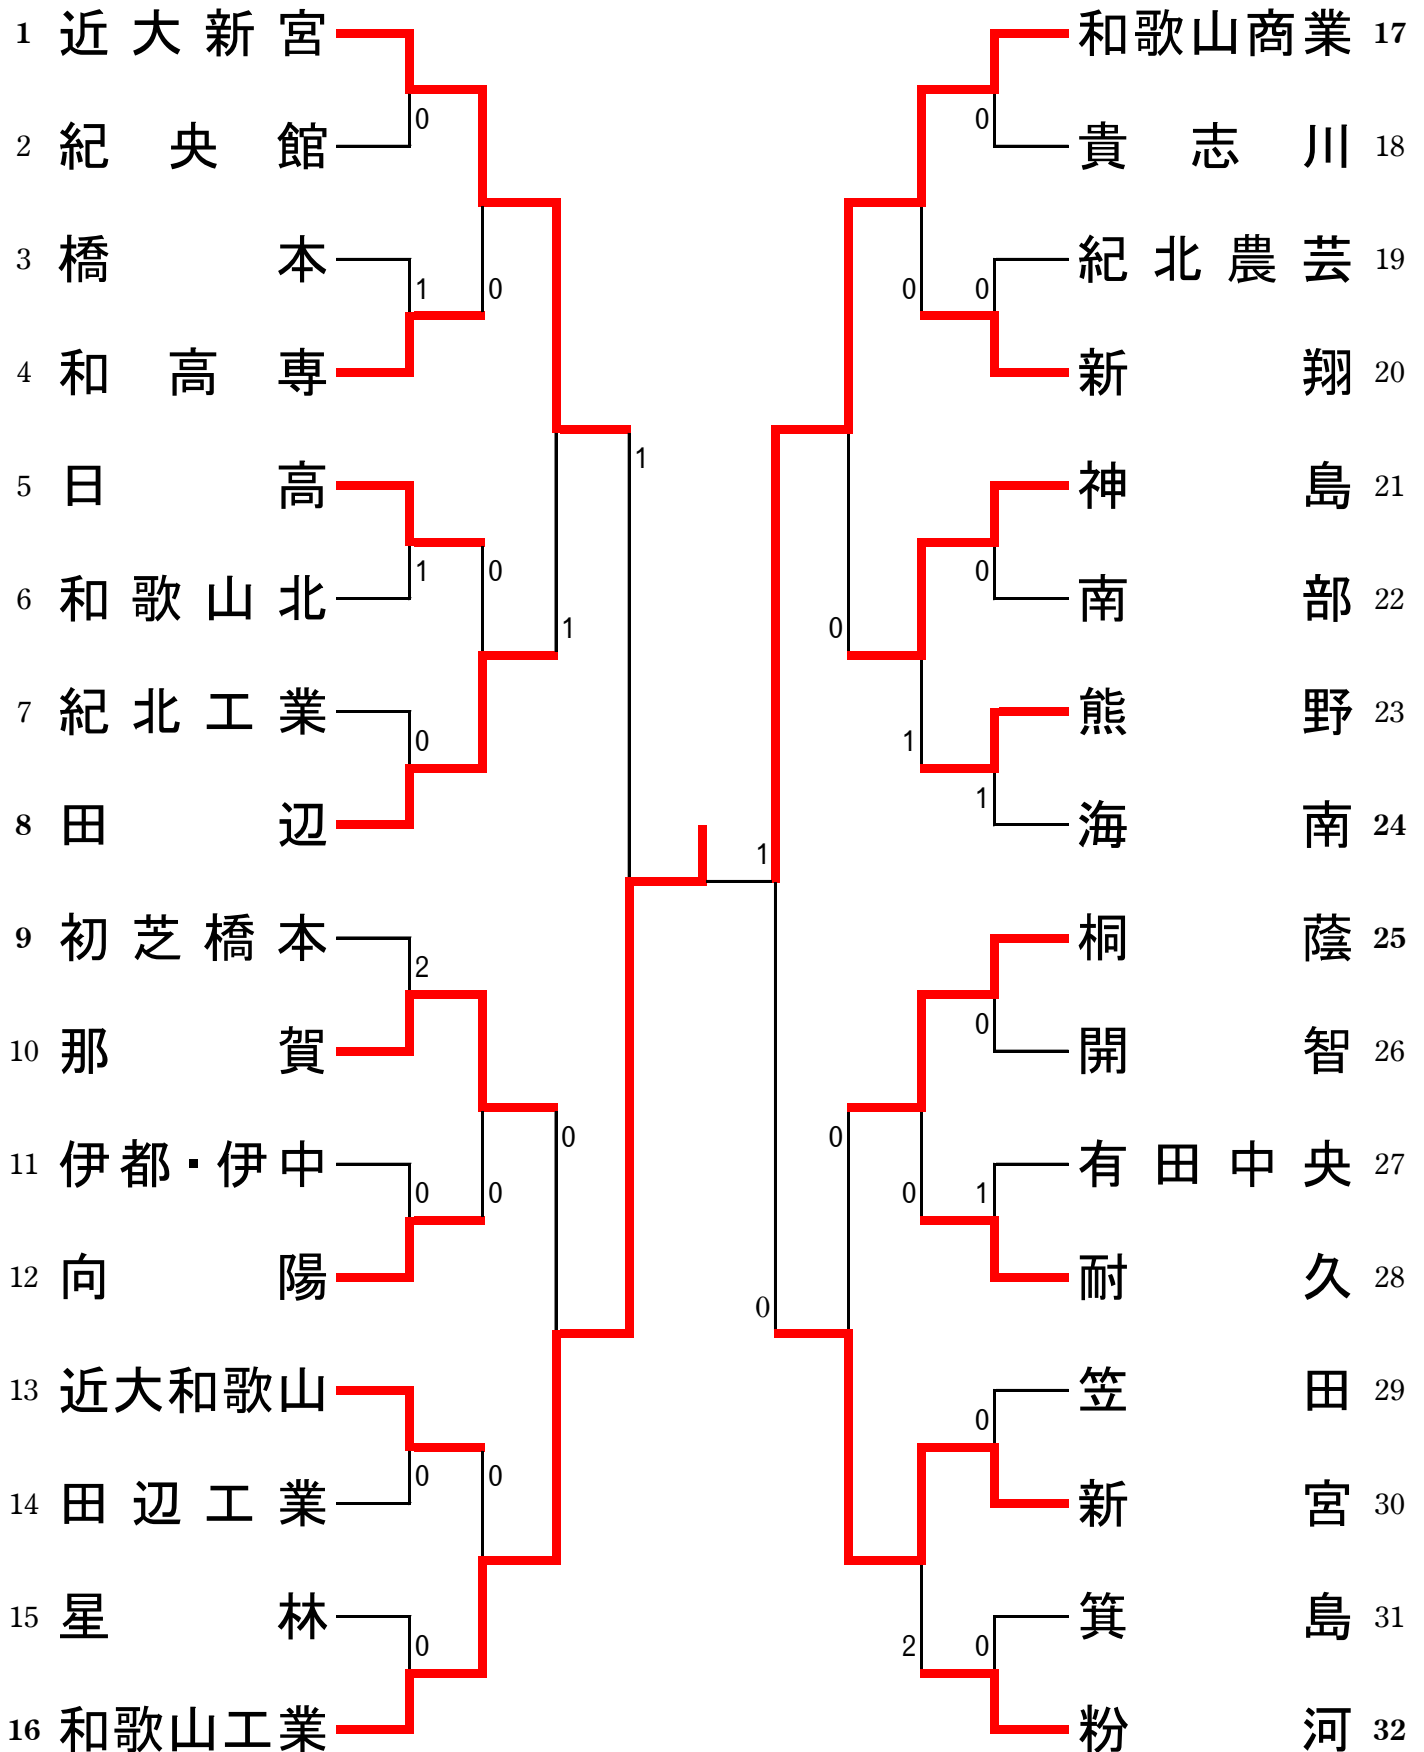 1 近大新宮
0
2 紀央館
3 橋本
1
0
4 和高専
1
5 日高
1
0
6 和歌山北
1
7 紀北工業
0
8 田辺
9 初芝橋本
2
10 那賀
0
11 伊都・伊中
0
0
12 向陽
13 近大和歌山
0
0
14 田辺工業
15 星林
0
16 和歌山工業
1
和歌山商業 17
0
貴志川 18
紀北農芸 19
0
0
新翔 20
神島 21
0
南部 22
0
熊野 23
1
1
海南 24
桐蔭 25
0
開智 26
0
有田中央 27
0
1
耐久 28
0
笠田 29
0
新宮 30
箕島 31
2
0
粉河 32